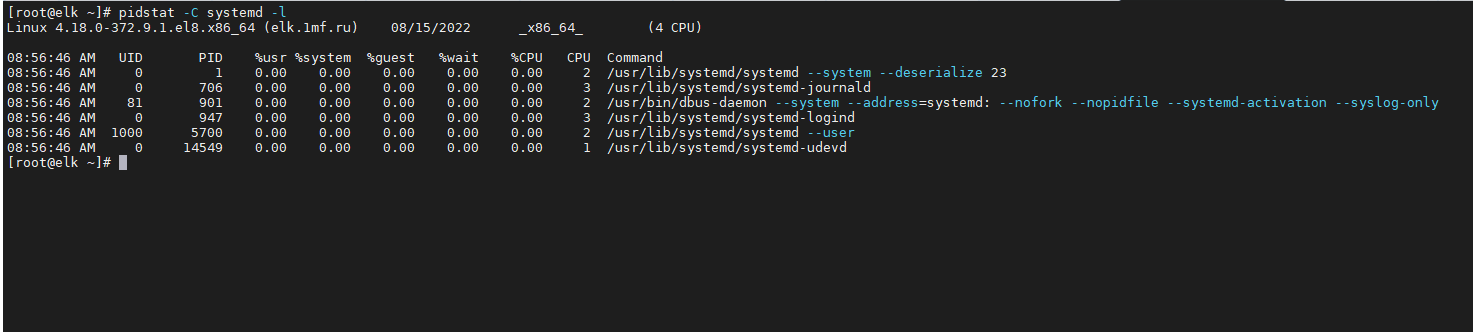 [root@elk ~]# pidstat -C systemd -l
Linux 4.18.0-372.9.1.el8.x86_64 (elk.1mf.ru)    08/15/2022      _x86_64_        (4 CPU)

08:56:46 AM   UID       PID    %usr %system  %guest   %wait    %CPU   CPU  Command
08:56:46 AM     0         1    0.00    0.00    0.00    0.00    0.00     2  /usr/lib/systemd/systemd --system --deserialize 23
08:56:46 AM     0       706    0.00    0.00    0.00    0.00    0.00     3  /usr/lib/systemd/systemd-journald
08:56:46 AM    81       901    0.00    0.00    0.00    0.00    0.00     2  /usr/bin/dbus-daemon --system --address=systemd: --nofork --nopidfile --systemd-activation --syslog-only
08:56:46 AM     0       947    0.00    0.00    0.00    0.00    0.00     3  /usr/lib/systemd/systemd-logind
08:56:46 AM  1000      5700    0.00    0.00    0.00    0.00    0.00     2  /usr/lib/systemd/systemd --user
08:56:46 AM     0     14549    0.00    0.00    0.00    0.00    0.00     1  /usr/lib/systemd/systemd-udevd
[root@elk ~]#